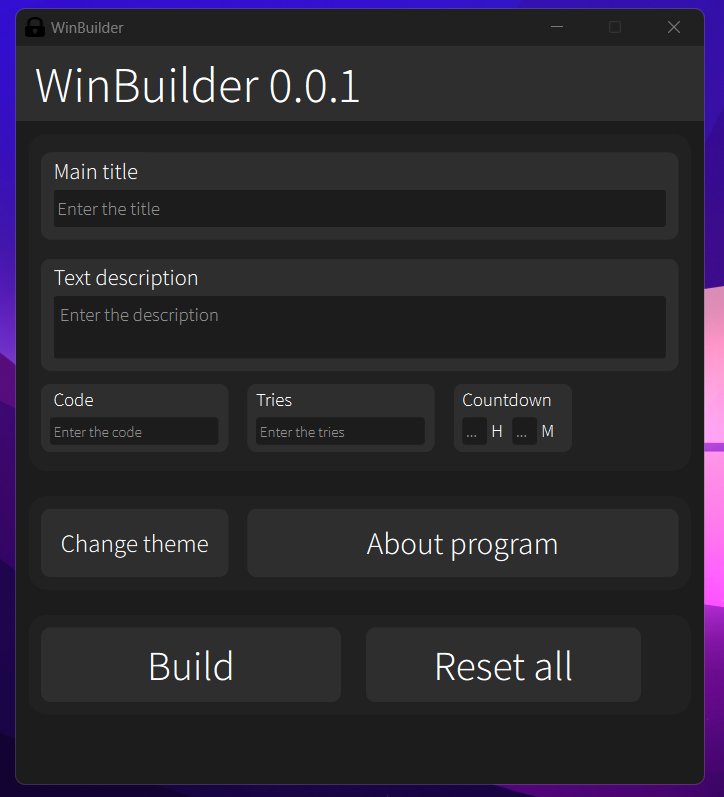 WinBuilder
WinBuilder 0.0.1
Main title
Enter the title
Text description
Enter the description
Code Tries Countdown
Enter the code Enter the tries ... H ... M
Change theme About program
Build Reset all